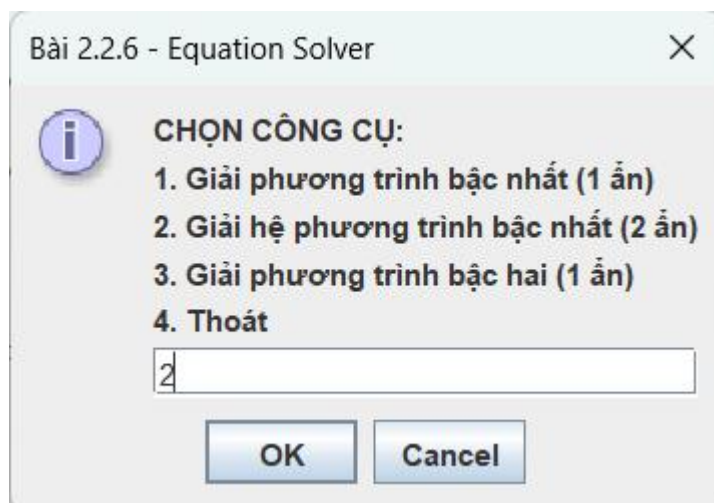 Bài 2.2.6 - Equation Solver
CHỌN CÔNG CỤ:
1. Giải phương trình bậc nhất (1 ẩn)
2. Giải hệ phương trình bậc nhất (2 ẩn)
3. Giải phương trình bậc hai (1 ẩn)
4. Thoát
2
OK Cancel